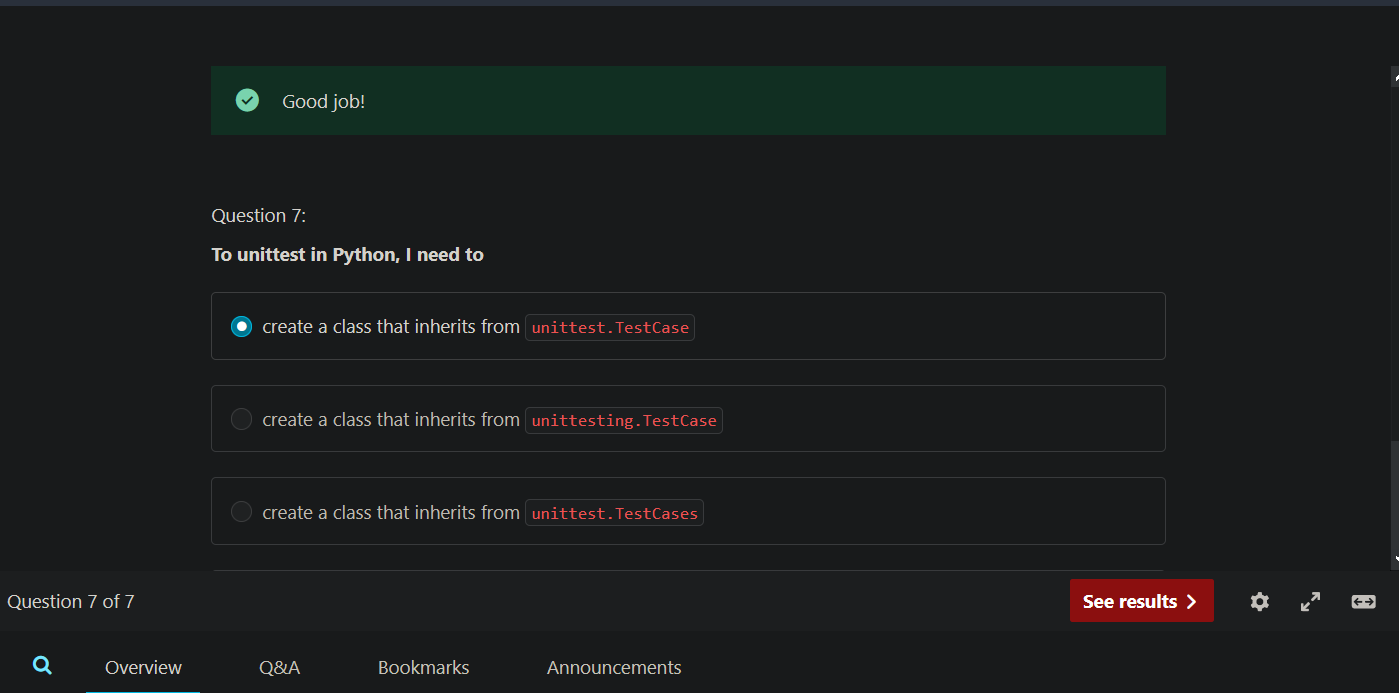 Good job!
Question 7:
To unittest in Python, I need to
create a class that inherits from unittest.TestCase
create a class that inherits from unittesting.TestCase
create a class that inherits from unittest.TestCases
Question 7 of 7
See results
Overview
Q&A
Bookmarks
Announcements